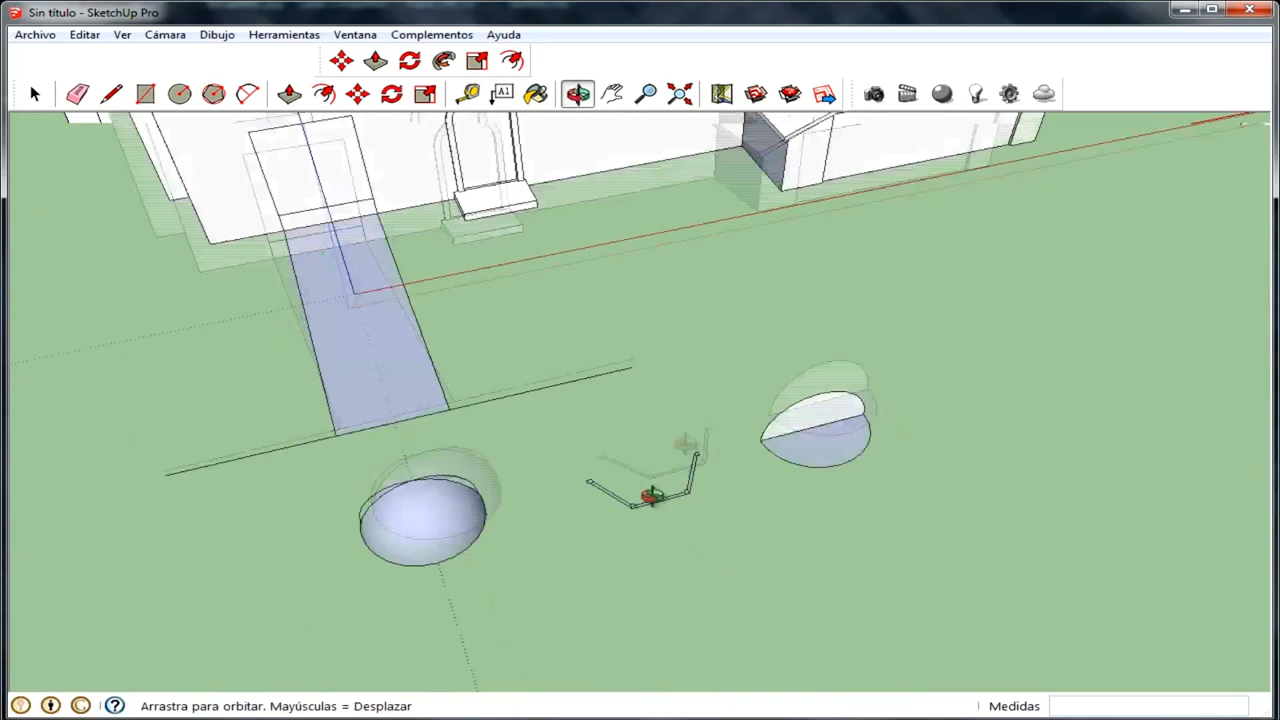 Sin título - SketchUp Pro
Archivo Editar Ver Cámara Dibujo Herramientas Ventana Complementos Ayuda
A1
Arrastra para orbitar. Mayúsculas = Desplazar
Medidas